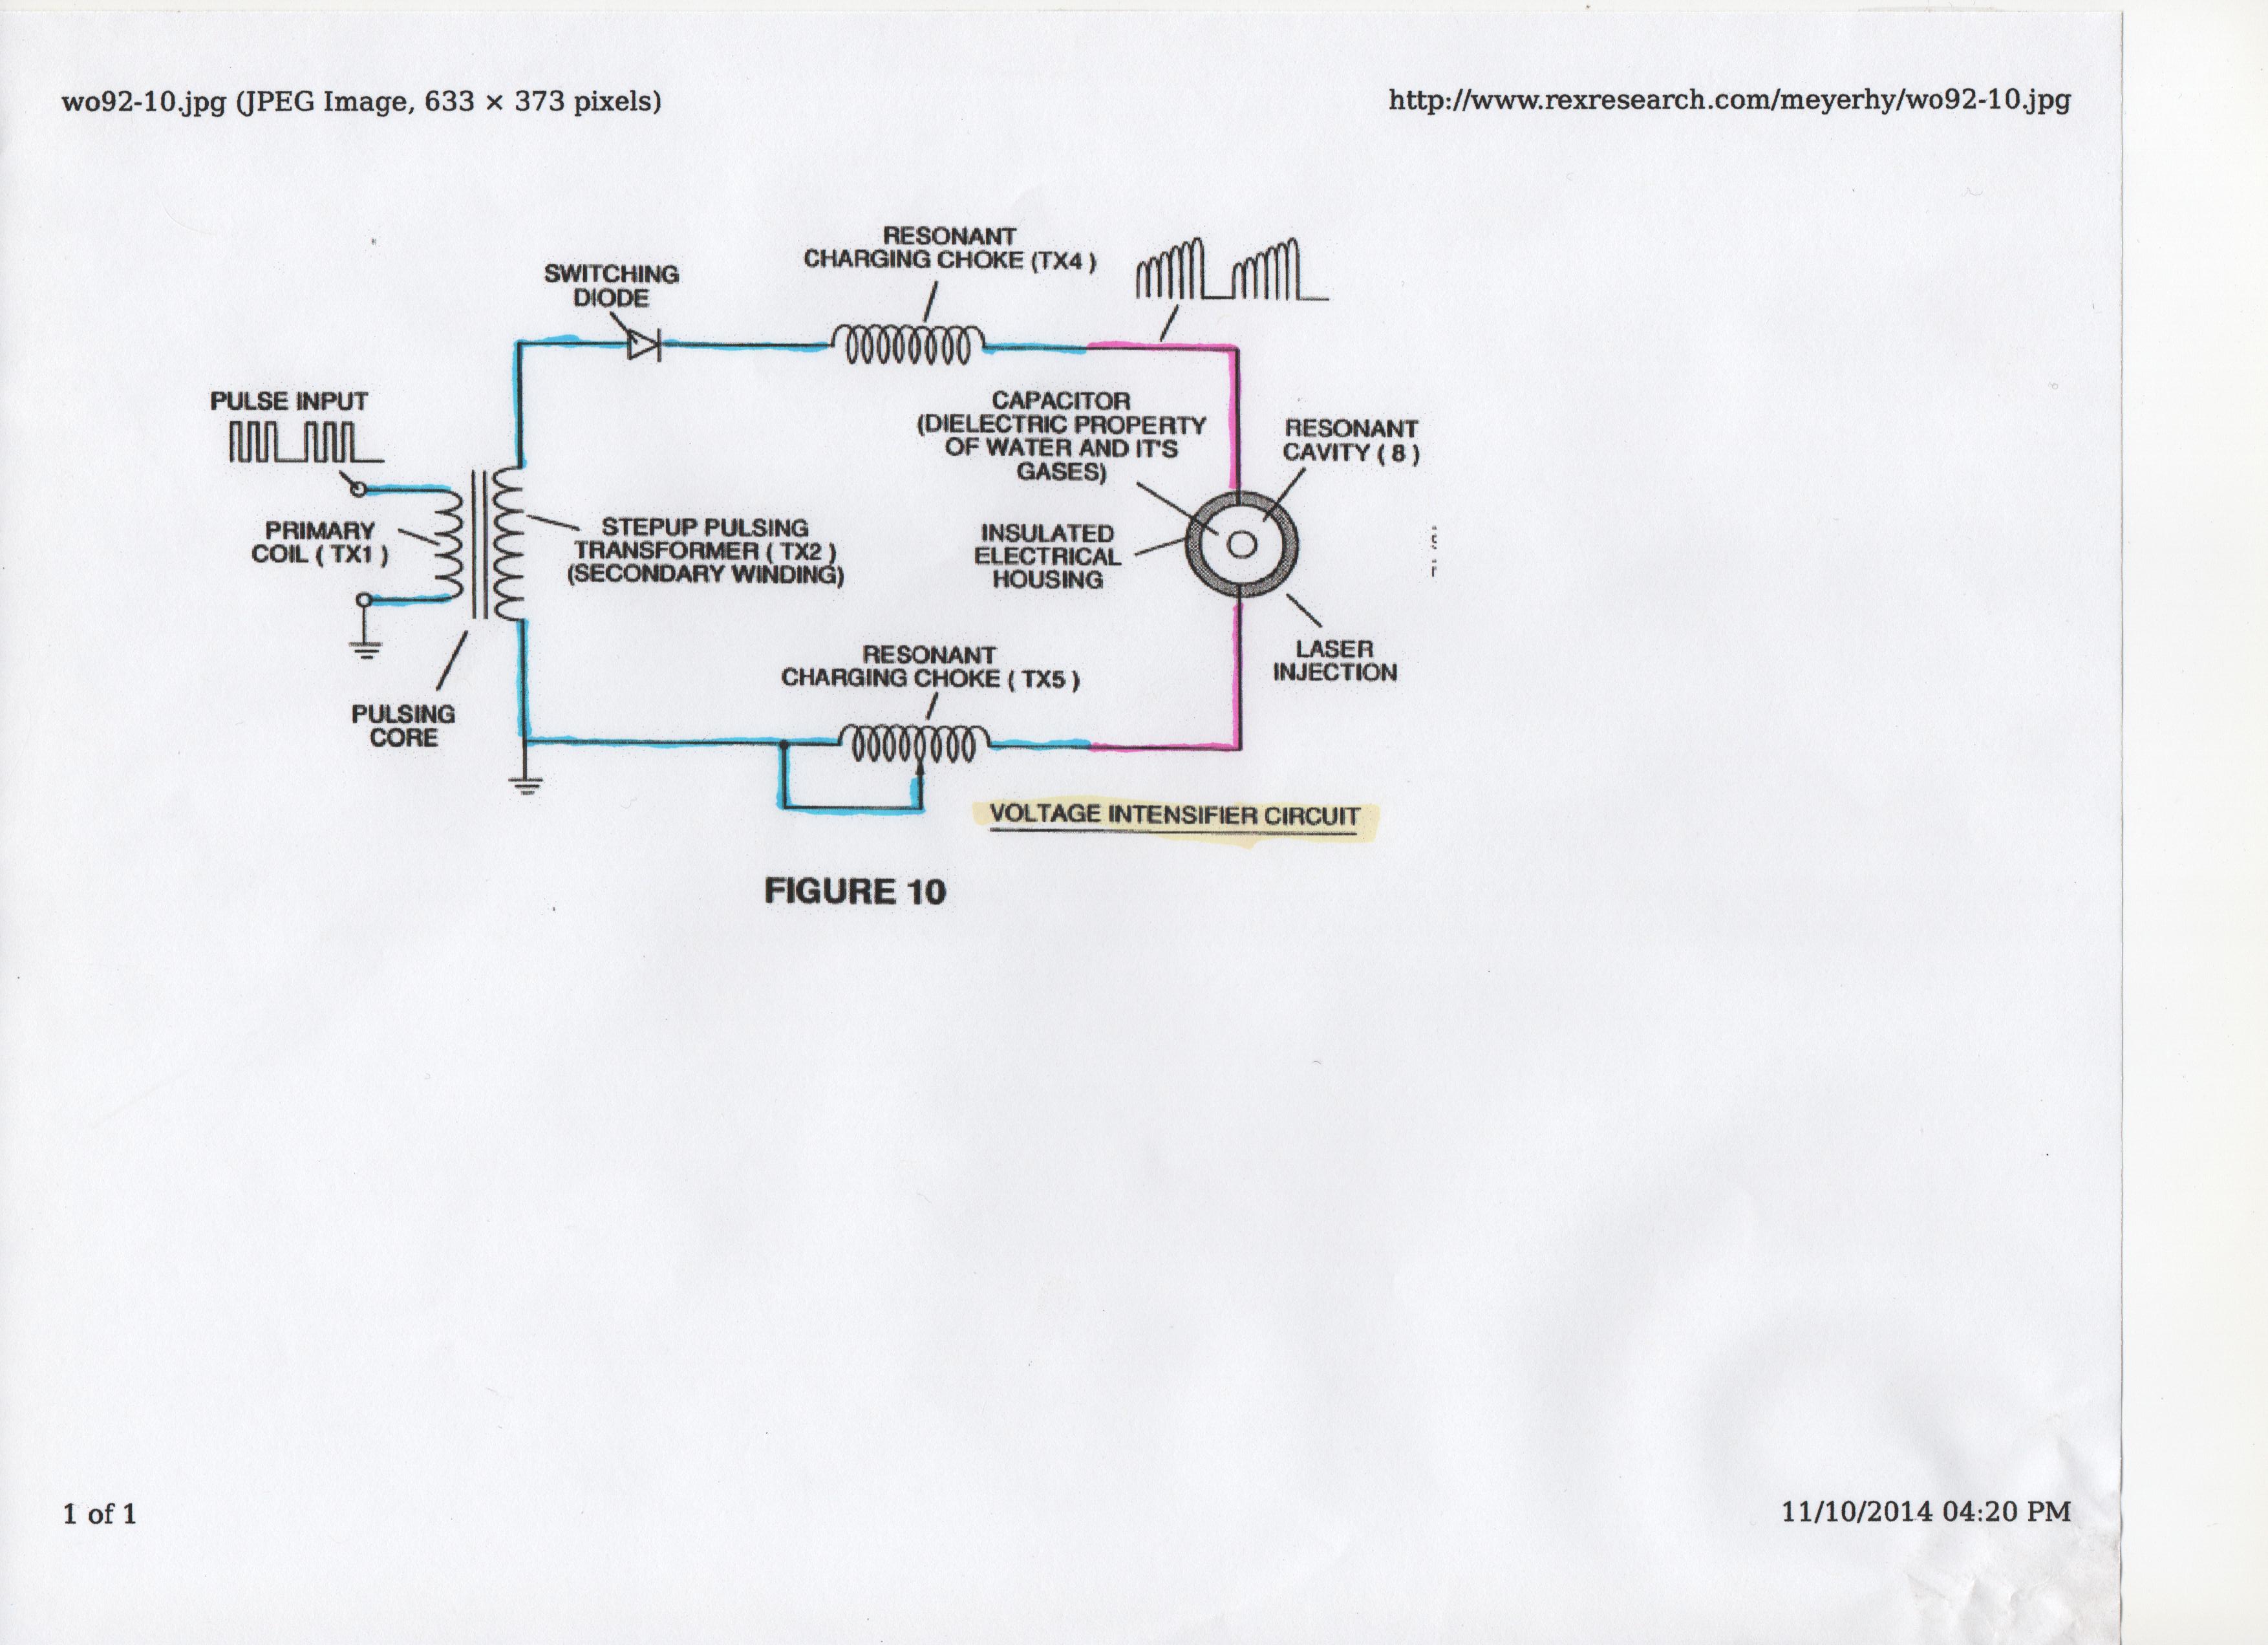 wo92-10.jpg (JPEG Image, 633 × 373 pixels)
http://www.rexresearch.com/meyerhy/wo92-10.jpg
RESONANT
CHARGING CHOKE (TX4 )
SWITCHING
DIODE
PULSE INPUT
CAPACITOR
(DIELECTRIC PROPERTY
OF WATER AND IT'S
GASES)
RESONANT
CAVITY ( 8 )
PRIMARY
COIL ( TX1 )
STEPUP PULSING
TRANSFORMER ( TX2 )
(SECONDARY WINDING)
INSULATED
ELECTRICAL
HOUSING
LASER
INJECTION
RESONANT
CHARGING CHOKE ( TX5 )
PULSING
CORE
VOLTAGE INTENSIFIER CIRCUIT
FIGURE 10
1 of 1
11/10/2014 04:20 PM